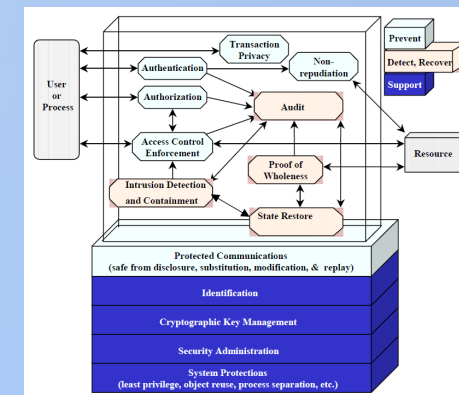 Prevent
Detect, Recover
Support
User
or
Process
Transaction
Privacy
Non-
repudiation
Authentication
Authorization
Audit
Access Control
Enforcement
Proof of
Wholeness
Resource
Intrusion Detection
and Containment
State Restore
Protected Communications
(safe from disclosure, substitution, modification, & replay)
Identification
Cryptographic Key Management
Security Administration
System Protections
(least privilege, object reuse, process separation, etc.)